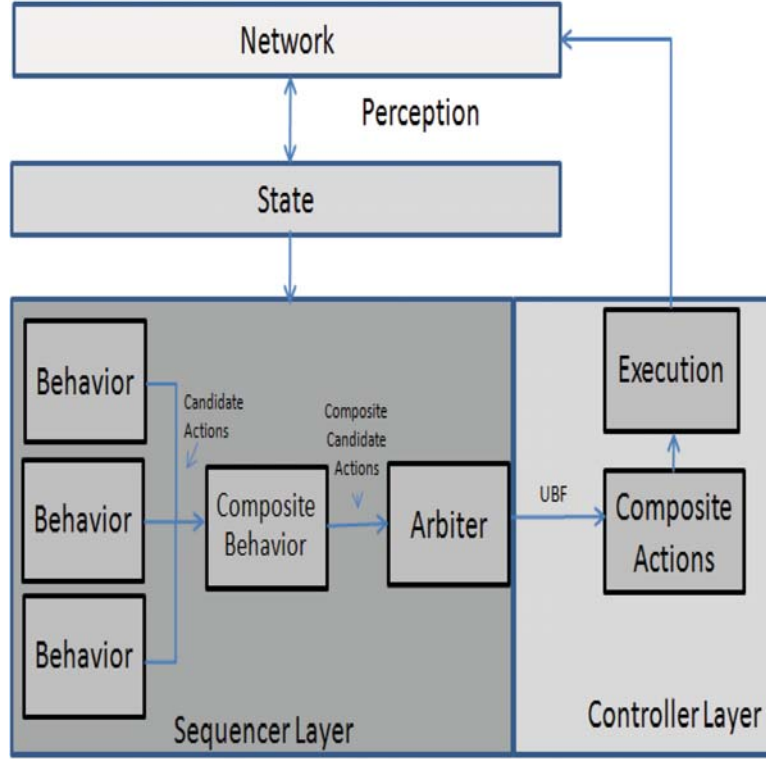 Network
Perception
State
Behavior
Candidate
Actions
Composite
Candidate
Actions
Behavior
Composite
Behavior
Arbiter
Behavior
Sequencer Layer
UBF
Execution
Composite
Actions
Controller Layer